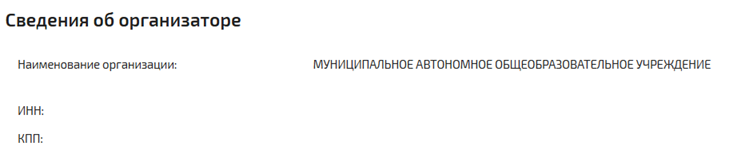 Сведения об организаторе
Наименование организации: МУНИЦИПАЛЬНОЕ АВТОНОМНОЕ ОБЩЕОБРАЗОВАТЕЛЬНОЕ УЧРЕЖДЕНИЕ
ИНН:
КПП: